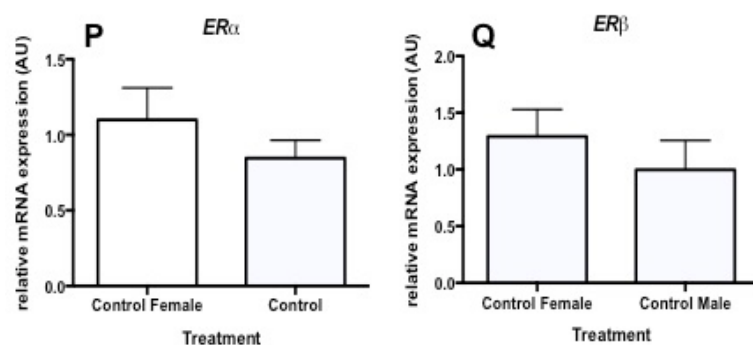 P
ERα
relative mRNA expression (AU)
1.5
1.0
0.5
0.0
Control Female
Control
Treatment
Q
ERβ
relative mRNA expression (AU)
2.0
1.5
1.0
0.5
0.0
Control Female
Control Male
Treatment